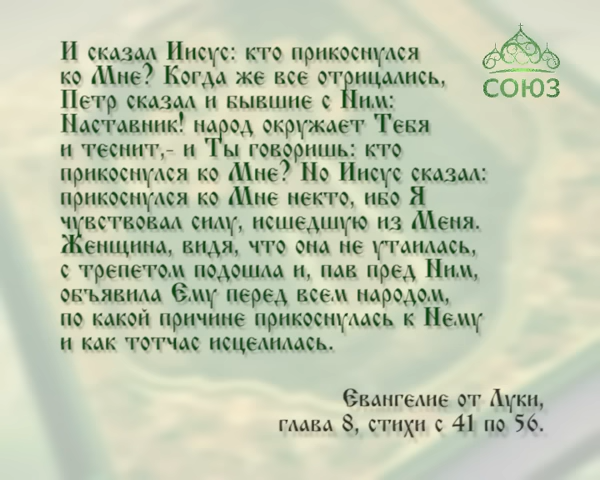 СОЮЗ
И сказал Иисус: кто прикоснулся
ко Мне? Когда же все отрицались,
Петр сказал и бывшие с Ним:
Наставник! народ окружает Тебя
и теснит,- и Ты говоришь: кто
прикоснулся ко Мне? Но Иисус сказал:
прикоснулся ко Мне некто, ибо Я
чувствовал силу, исшедшую из Меня.
Женщина, видя, что она не утаилась,
с трепетом подошла и, пав пред Ним,
объявила Ему перед всем народом,
по какой причине прикоснулась к Нему
и как тотчас исцелилась.
Евангелие от Луки,
глава 8, стихи с 41 по 56.